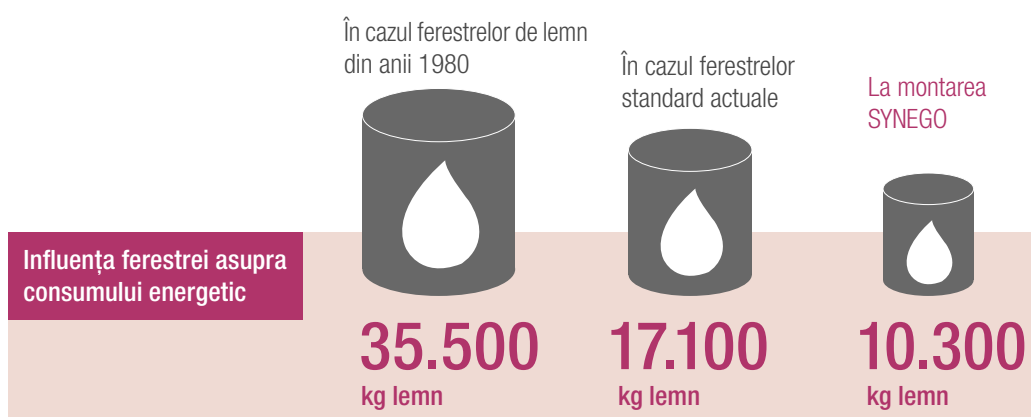 În cazul ferestrelor de lemn
din anii 1980
În cazul ferestrelor
standard actuale
La montarea
SYNEGO
Influența ferestrei asupra
consumului energetic
35.500
kg lemn
17.100
kg lemn
10.300
kg lemn